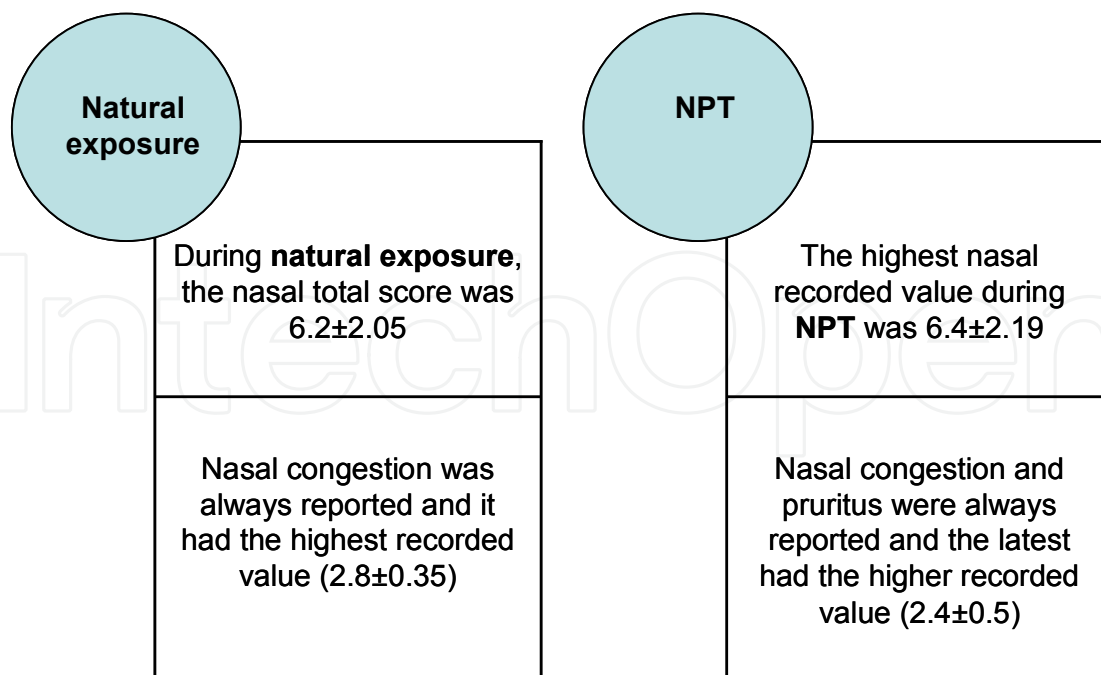 Natural
exposure
During natural exposure,
the nasal total score was
6.2±2.05
Nasal congestion was
always reported and it
had the highest recorded
value (2.8±0.35)
NPT
The highest nasal
recorded value during
NPT was 6.4±2.19
Nasal congestion and
pruritus were always
reported and the latest
had the higher recorded
value (2.4±0.5)
IntechOpen